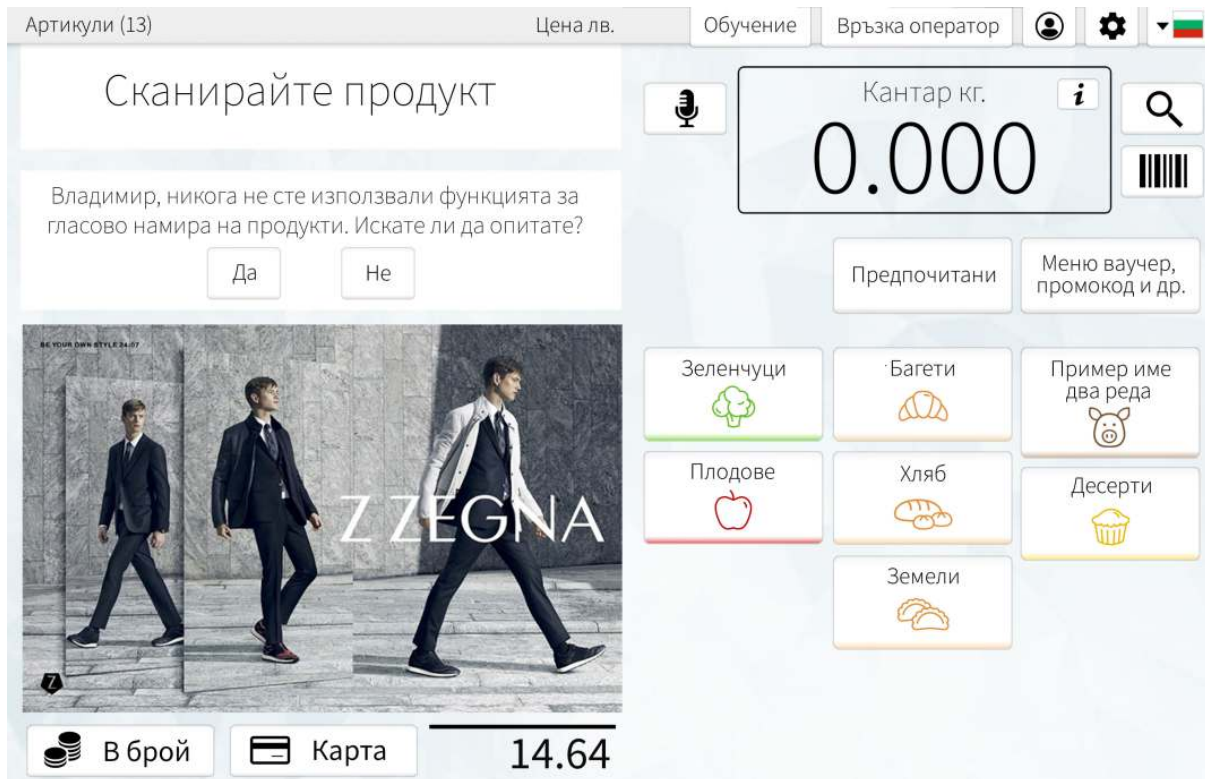 Артикули (13)
Цена лв.
Обучение
Връзка оператор
Сканирайте продукт
Владимир, никога не сте използвали функцията за
гласово намира на продукти. Искате ли да опитате?
Да
Не
BE YOUR OWN STYLE 24:07
Z ZEGNA
Z
В брой
Карта
14.64
Кантар кг.
i
0.000
Предпочитани
Меню ваучер,
промокод и др.
Зеленчуци
Багети
Пример име
два реда
Плодове
Хляб
Десерти
Земели